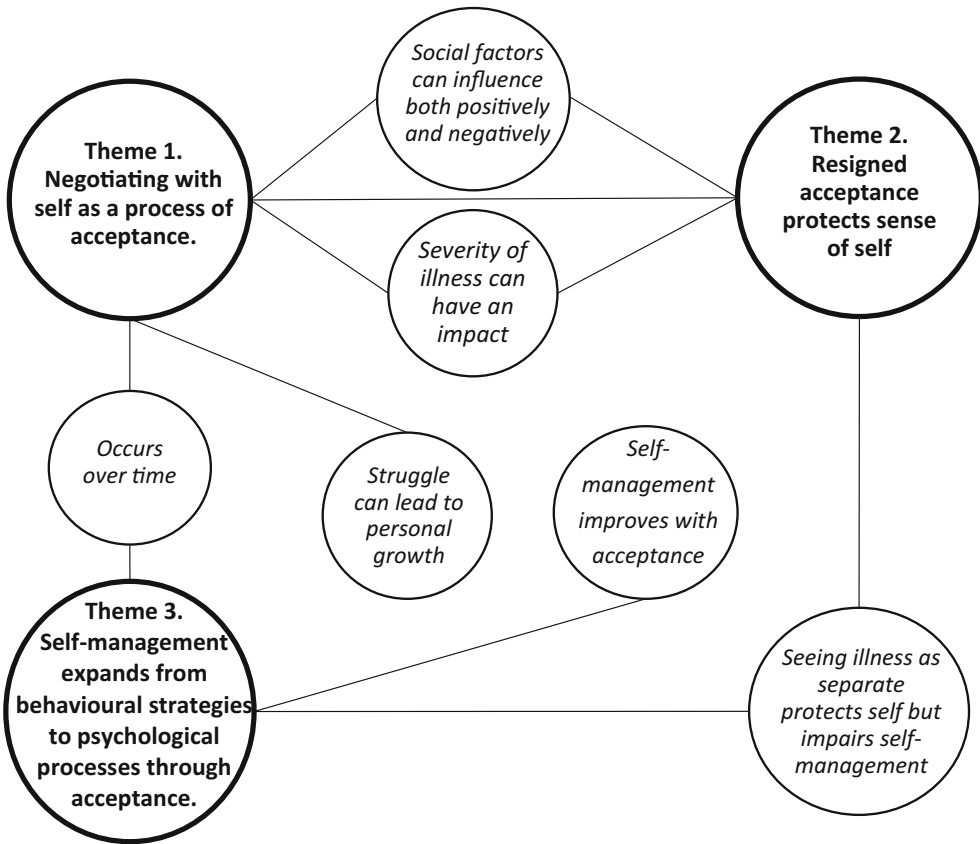 Social factors
can influence
both positively
and negatively
Theme 1.
Negotiating with
self as a process of
acceptance.
Theme 2.
Resigned
acceptance
protects sense
of self
Severity of
illness can
have an
impact
Occurs
over time
Struggle
can lead to
personal
growth
Self-
management
improves with
acceptance
Theme 3.
Self-management
expands from
behavioural strategies
to psychological
processes through
acceptance.
Seeing illness as
separate
protects self but
impairs self-
management